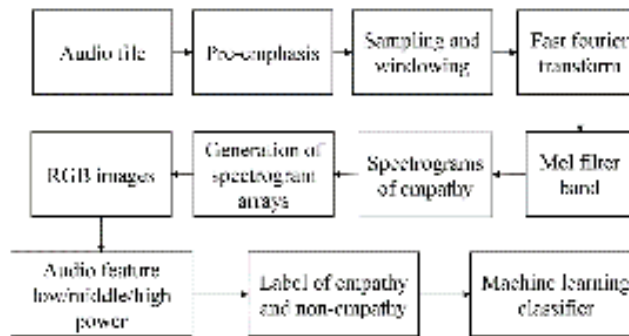 Audio file
Pre-emphasis
Sampling and
windowing
Fast fourier
transform
Mel filter
band
Spectrograms
of empathy
Generation of
spectrogram
arrays
RGB images
Audio feature
low/middle/high
power
Label of empathy
and non-empathy
Machine learning
classifier